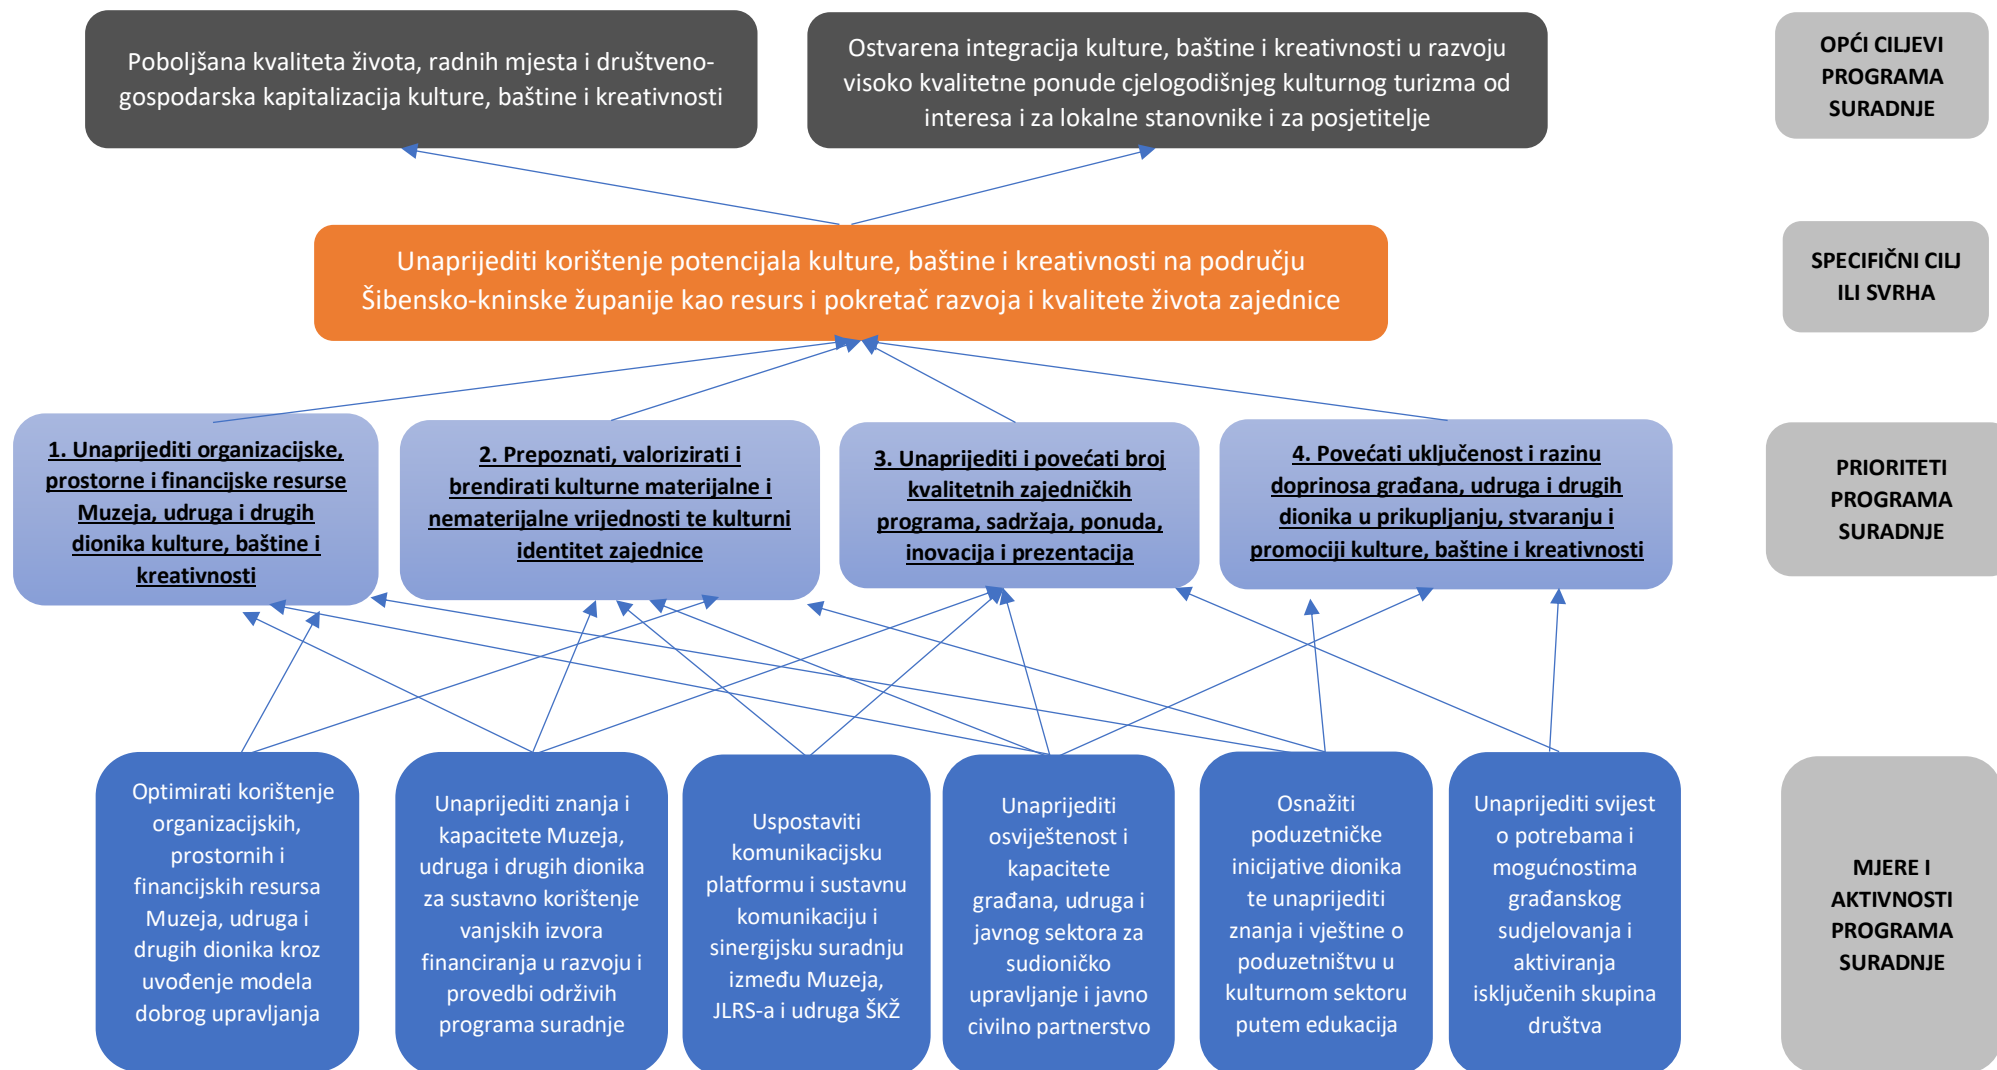 Poboljšana kvaliteta života, radnih mjesta i društveno-
gospodarska kapitalizacija kulture, baštine i kreativnosti
Ostvarena integracija kulture, baštine i kreativnosti u razvoju
visoko kvalitetne ponude cjelogodišnjeg kulturnog turizma od
interesa i za lokalne stanovnike i za posjetitelje
OPĆI CILJEVI
PROGRAMA
SURADNJE
Unaprijediti korištenje potencijala kulture, baštine i kreativnosti na području
Šibensko-kninske županije kao resurs i pokretač razvoja i kvalitete života zajednice
SPECIFIČNI CILJ
ILI SVRHA
1. Unaprijediti organizacijske,
prostorne i financijske resurse
Muzeja, udruga i drugih
dionika kulture, baštine i
kreativnosti
2. Prepoznati, valorizirati i
brendirati kulturne materijalne i
nematerijalne vrijednosti te kulturni
identitet zajednice
3. Unaprijediti i povećati broj
kvalitetnih zajedničkih
programa, sadržaja, ponuda,
inovacija i prezentacija
4. Povećati uključenost i razinu
doprinosa građana, udruga i drugih
dionika u prikupljanju, stvaranju i
promociji kulture, baštine i kreativnosti
PRIORITETI
PROGRAMA
SURADNJE
Optimirati korištenje
organizacijskih,
prostornih i
financijskih resursa
Muzeja, udruga i
drugih dionika kroz
uvođenje modela
dobrog upravljanja
Unaprijediti znanja i
kapacitete Muzeja,
udruga i drugih dionika
za sustavno korištenje
vanjskih izvora
financiranja u razvoju i
provedbi održivih
programa suradnje
Uspostaviti
komunikacijsku
platformu i sustavnu
komunikaciju i
sinergijsku suradnju
između Muzeja,
JLRS-a i udruga ŠKŽ
Unaprijediti
osviještenost i
kapacitete
građana, udruga i
javnog sektora za
sudioničko
upravljanje i javno
civilno partnerstvo
Osnažiti
poduzetničke
inicijative dionika
te unaprijediti
znanja i vještine o
poduzetništvu u
kulturnom sektoru
putem edukacija
Unaprijediti svijest
o potrebama i
mogućnostima
građanskog
sudjelovanja i
aktiviranja
isključenih skupina
društva
MJERE I
AKTIVNOSTI
PROGRAMA
SURADNJE